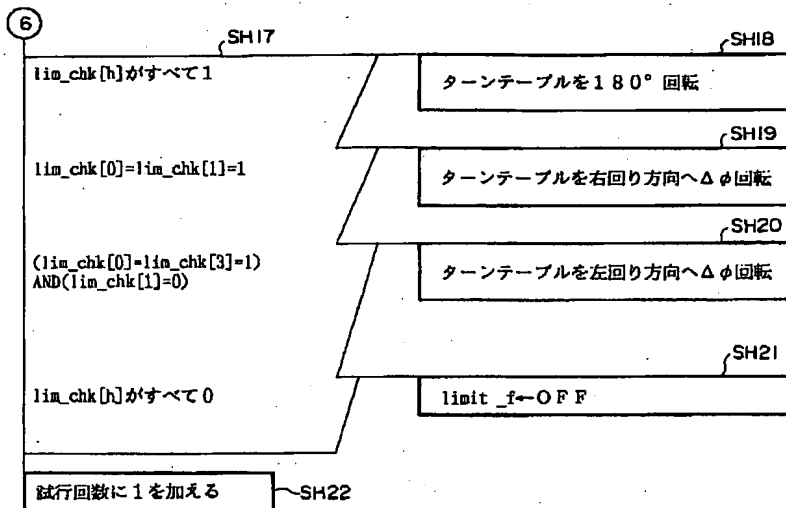 6
SH17
SH18
lim_chk[h]がすべて1
ターンテーブルを180°回転
SH19
lim_chk[0]=lim_chk[1]=1
ターンテーブルを右回り方向へΔφ回転
SH20
(lim_chk[0]=lim_chk[3]=1)
AND(lim_chk[1]=0)
ターンテーブルを左回り方向へΔφ回転
SH21
lim_chk[h]がすべて0
limit _f←OFF
試行回数に1を加える
SH22